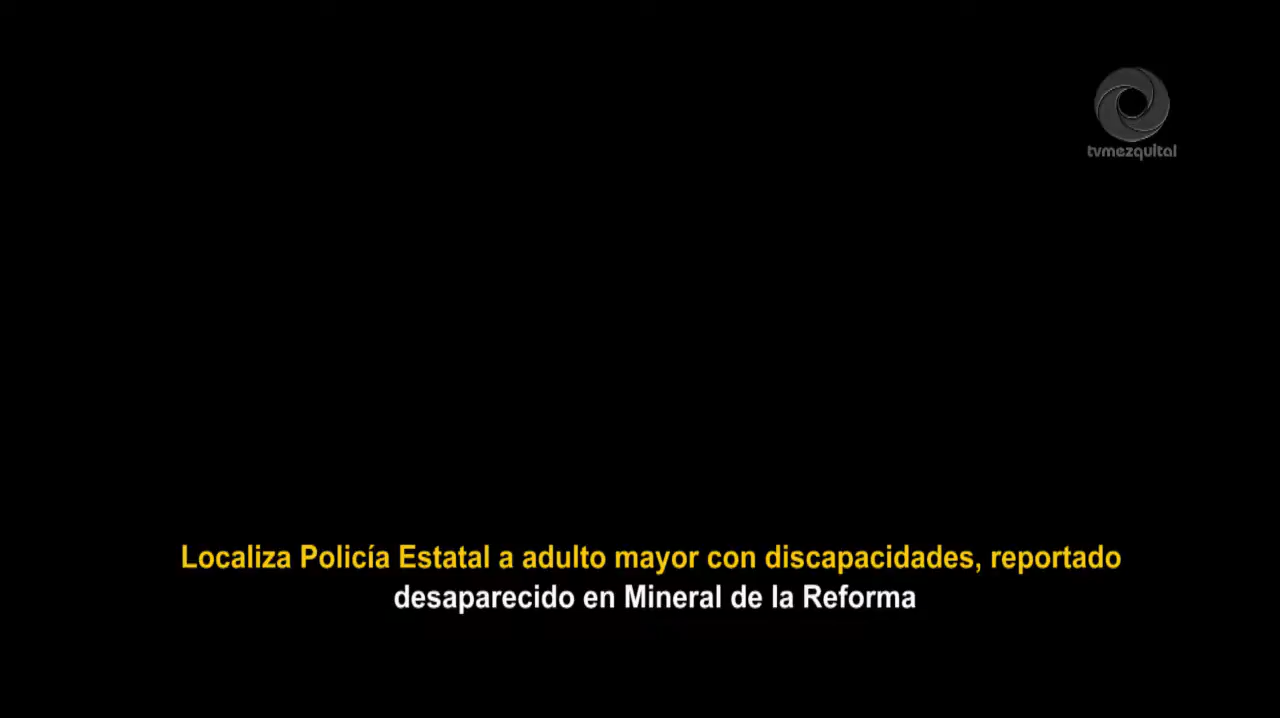 tvmezquital
Localiza Policía Estatal a adulto mayor con discapacidades, reportado
desaparecido en Mineral de la Reforma